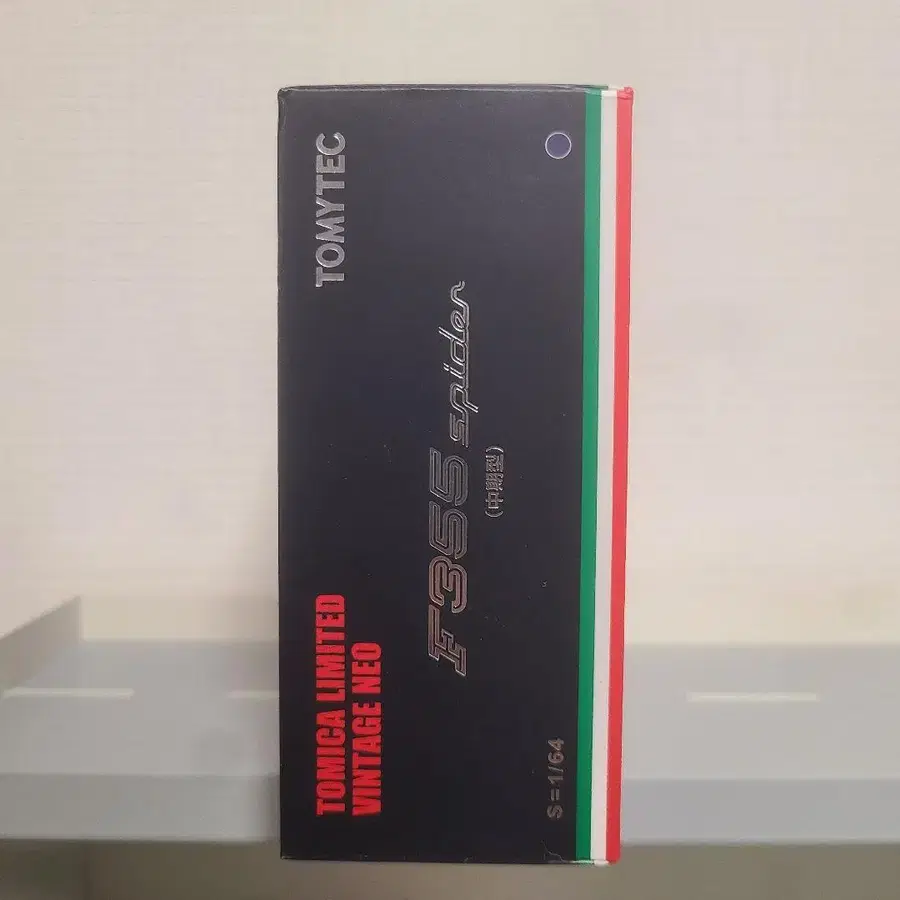 TOMICA LIMITED
VINTAGE NEO
TOMYTEC
F355 spider
(中期型)
S=1/64